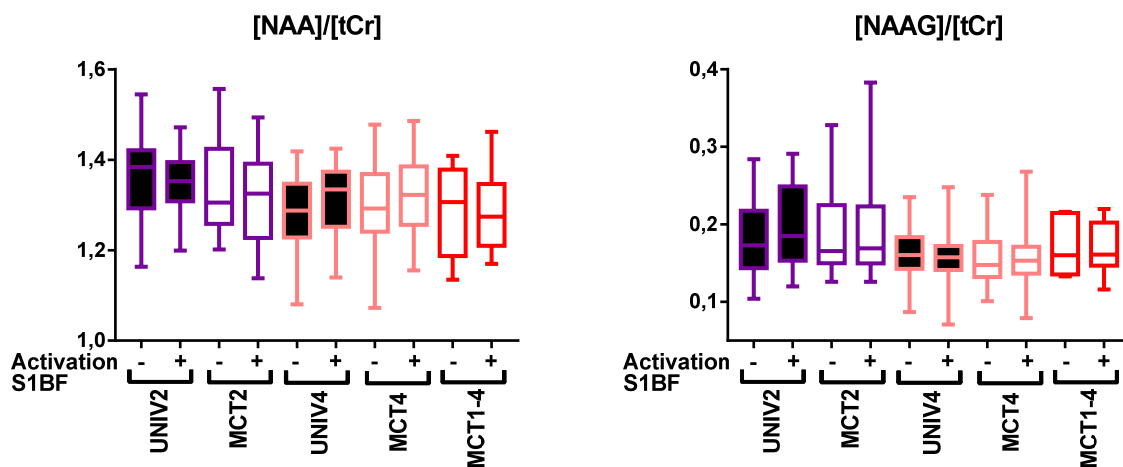 [NAA]/[tCr]
1,6
1,4
1,2
1,0
Activation - + - + - + - + - +
S1BF
UNIV2
MCT2
UNIV4
MCT4
MCT1-4
[NAAG]/[tCr]
0,4
0,3
0,2
0,1
Activation - + - + - + - + - +
S1BF
UNIV2
MCT2
UNIV4
MCT4
MCT1-4